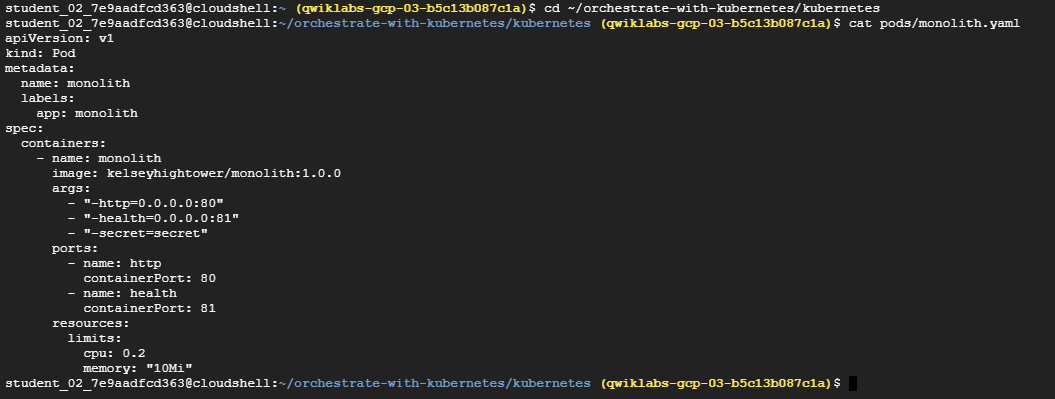 student_02_7e9aadfcd363@cloudshell:~ (qwiklabs-gcp-03-b5c13b087c1a)$ cd ~/orchestrate-with-kubernetes/kubernetes
student_02_7e9aadfcd363@cloudshell:~/orchestrate-with-kubernetes/kubernetes (qwiklabs-gcp-03-b5c13b087c1a)$ cat pods/monolith.yaml
apiVersion: v1
kind: Pod
metadata:
  name: monolith
  labels:
    app: monolith
spec:
  containers:
    - name: monolith
      image: kelseyhightower/monolith:1.0.0
      args:
        - "-http=0.0.0.0:80"
        - "-health=0.0.0.0:81"
        - "-secret=secret"
      ports:
        - name: http
          containerPort: 80
        - name: health
          containerPort: 81
      resources:
        limits:
          cpu: 0.2
          memory: "10Mi"
student_02_7e9aadfcd363@cloudshell:~/orchestrate-with-kubernetes/kubernetes (qwiklabs-gcp-03-b5c13b087c1a)$